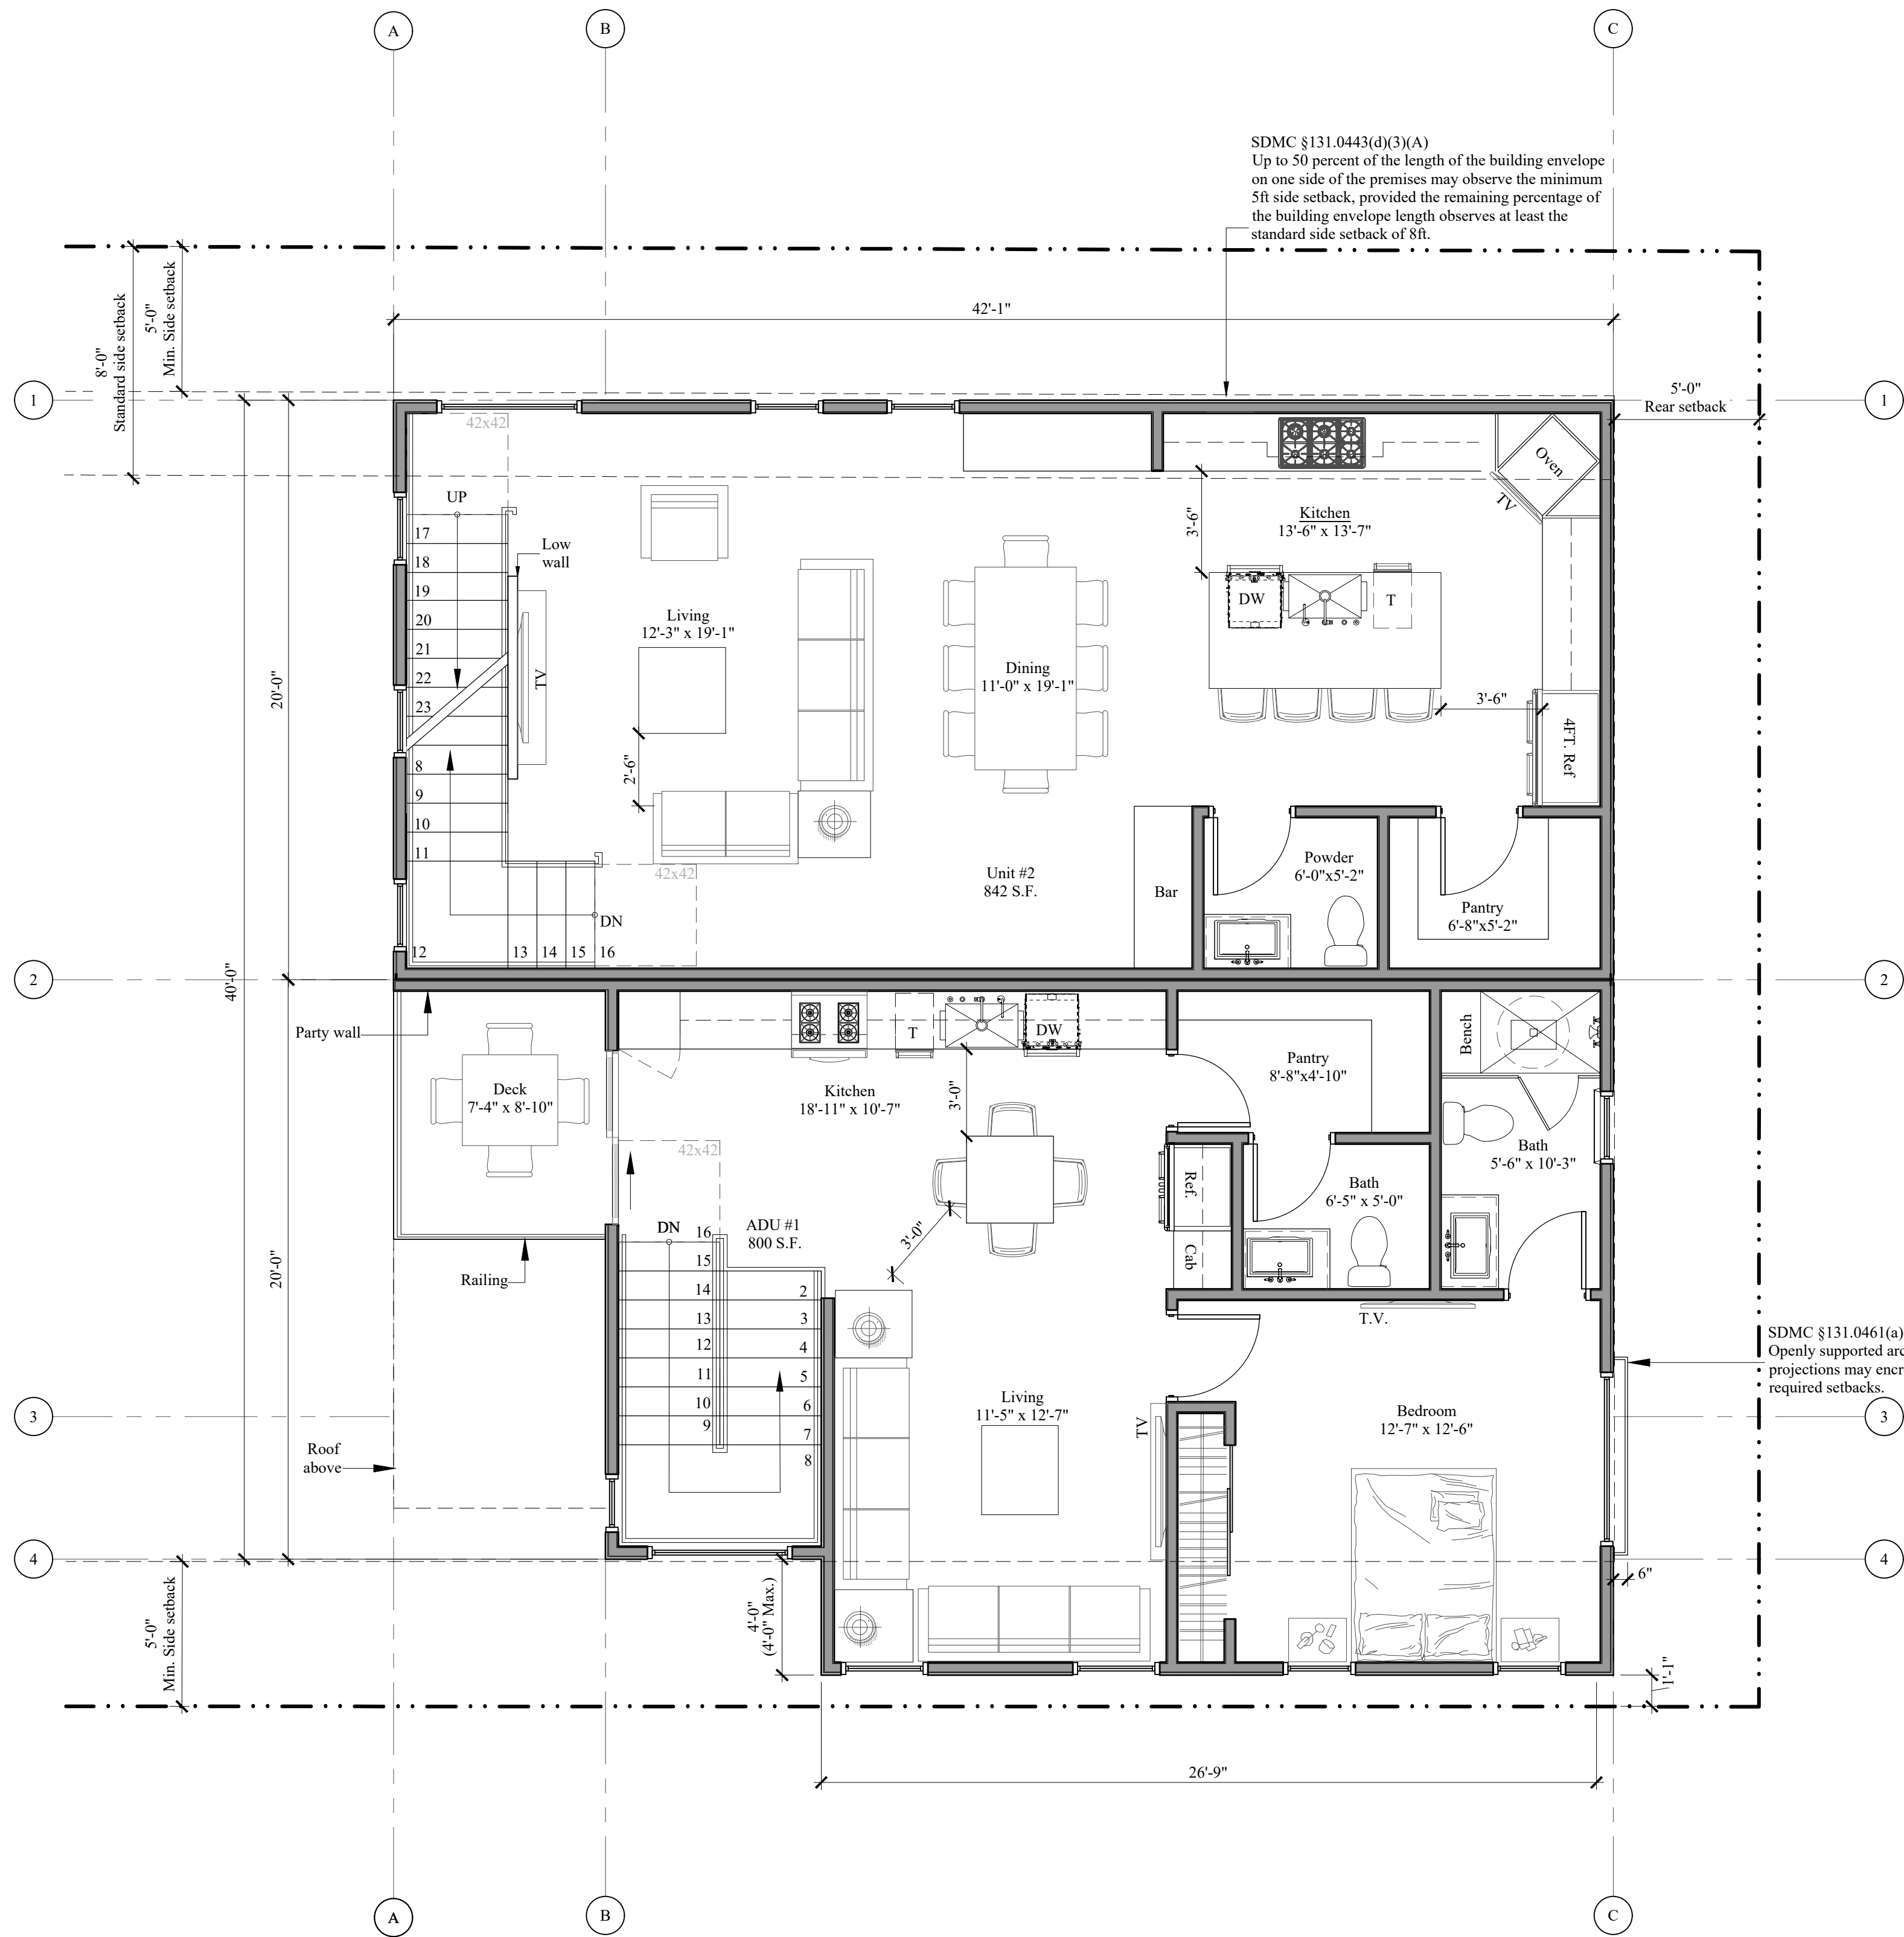 A
B
C
SDMC §131.0443(d)(3)(A)
Up to 50 percent of the length of the building envelope
on one side of the premises may observe the minimum
5ft side setback, provided the remaining percentage of
the building envelope length observes at least the
standard side setback of 8ft.
8'-0"
Standard side setback
5'-0"
Min. Side setback
42'-1"
5'-0"
Rear setback
1
1
42x42
UP
17
18
19
20
21
22
23
8
9
10
11
12
13
14
15
16
DN
Low
wall
TV
Living
12'-3" x 19'-1"
2'-6"
42x42
Dining
11'-0" x 19'-1"
Unit #2
842 S.F.
Bar
3'-6"
Kitchen
13'-6" x 13'-7"
Oven
TV
DW
T
3'-6"
4FT. Ref
Powder
6'-0"x5'-2"
Pantry
6'-8"x5'-2"
20'-0"
40'-0"
2
2
Party wall
Deck
7'-4" x 8'-10"
Railing
Kitchen
18'-11" x 10'-7"
T
DW
3'-0"
Pantry
8'-8"x4'-10"
Bench
Bath
5'-6" x 10'-3"
42x42
Ref.
Cab
Bath
6'-5" x 5'-0"
3'-0"
DN
ADU #1
800 S.F.
16
15
14
13
12
11
10
9
2
3
4
5
6
7
8
20'-0"
T.V.
SDMC §131.0461(a)
Openly supported arc
projections may encr
required setbacks.
3
3
Living
11'-5" x 12'-7"
TV
Bedroom
12'-7" x 12'-6"
Roof
above
4
4
6"
5'-0"
Min. Side setback
4'-0"
(4'-0" Max.)
1'-1"
26'-9"
A
B
C